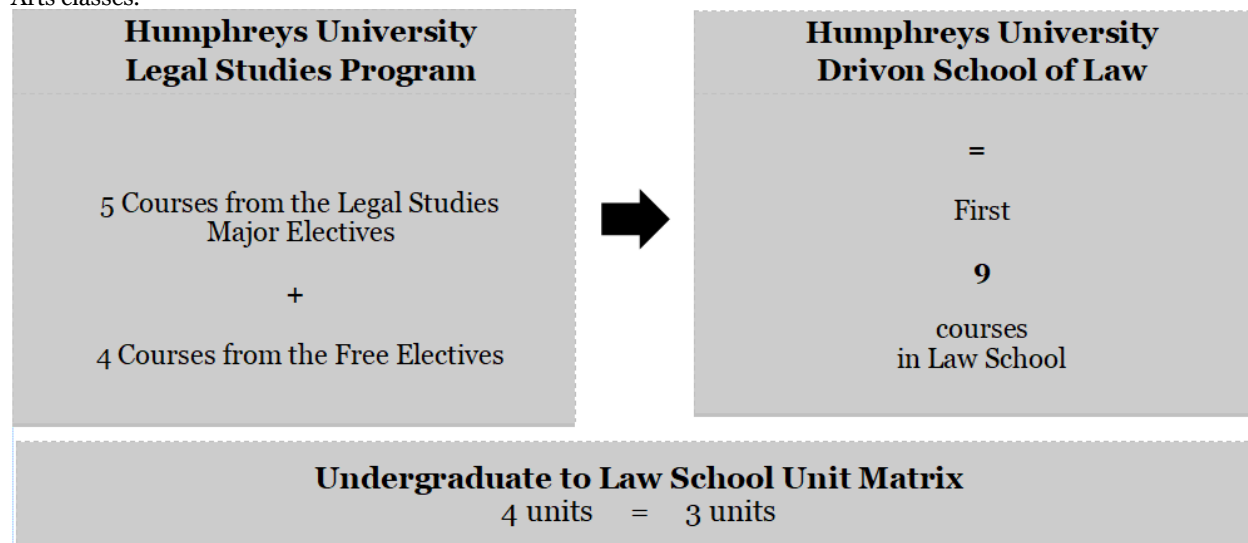 Arts classes.
Humphreys University
Legal Studies Program
5 Courses from the Legal Studies
Major Electives
+
4 Courses from the Free Electives
Humphreys University
Drivon School of Law
=
First
9
courses
in Law School
Undergraduate to Law School Unit Matrix
4 units = 3 units